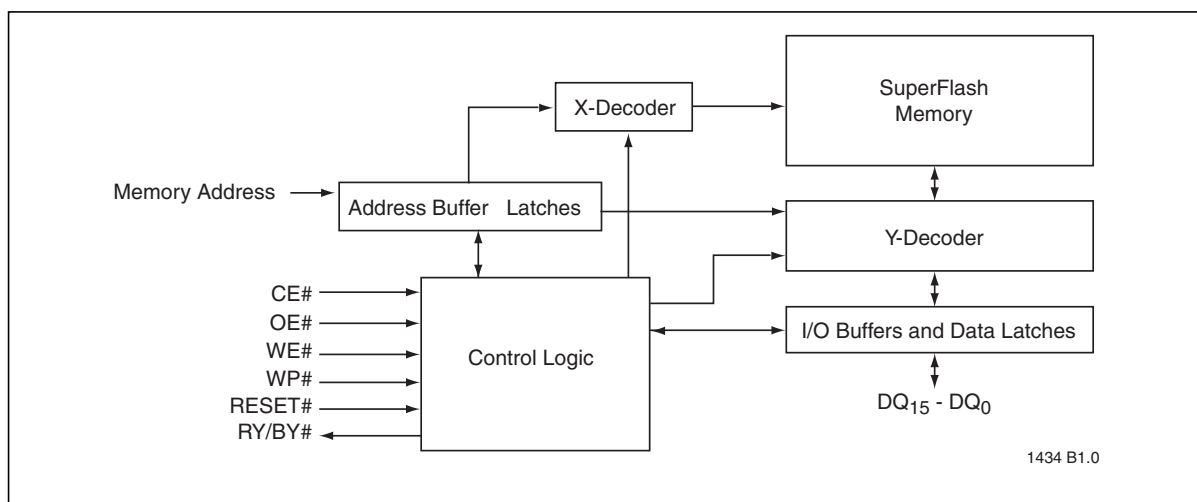 SuperFlash
Memory
X-Decoder
Memory Address
Address Buffer Latches
Y-Decoder
CE#
OE#
WE#
WP#
RESET#
RY/BY#
Control Logic
I/O Buffers and Data Latches
DQ15 - DQ0
1434 B1.0